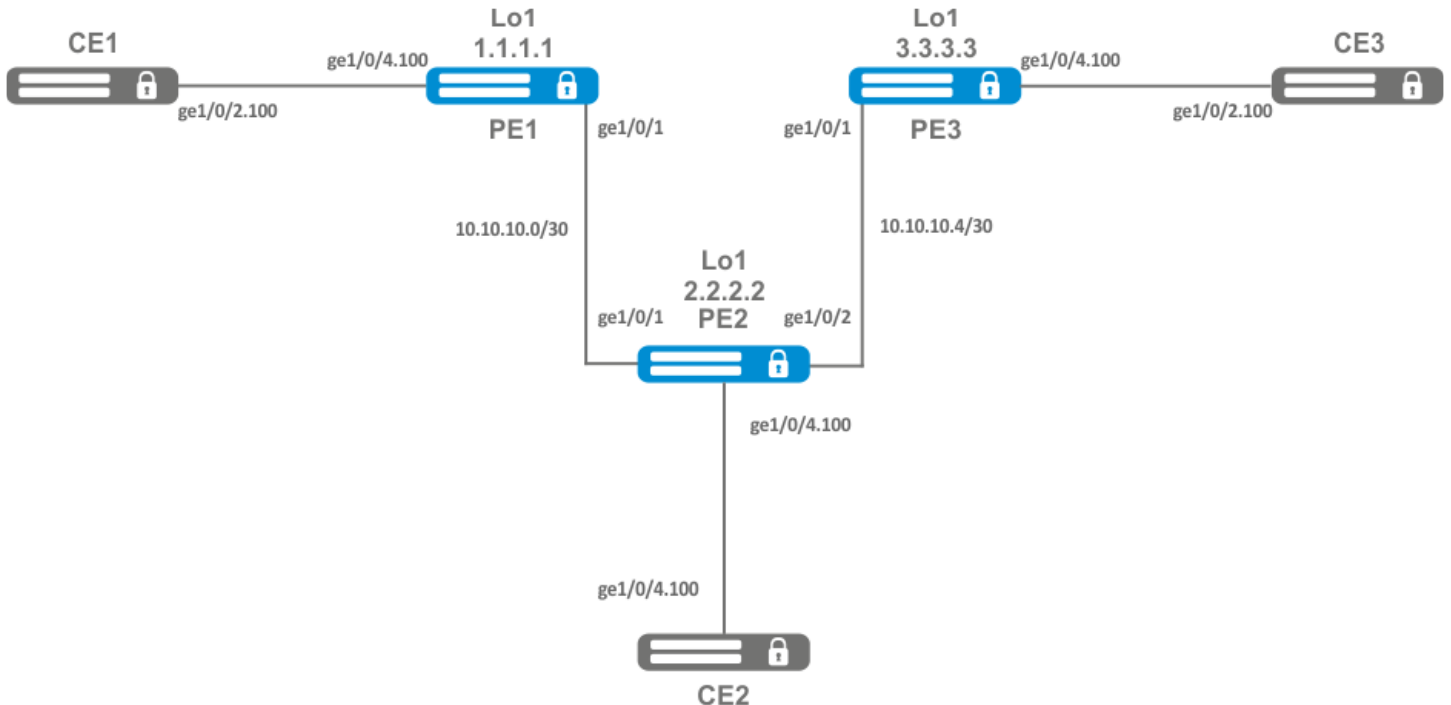 Lo1
1.1.1.1
Lo1
3.3.3.3
CE1
CE3
ge1/0/4.100
ge1/0/4.100
ge1/0/2.100
ge1/0/2.100
PE1
ge1/0/1
ge1/0/1
PE3
10.10.10.0/30
10.10.10.4/30
Lo1
2.2.2.2
ge1/0/1
PE2
ge1/0/2
ge1/0/4.100
ge1/0/4.100
CE2